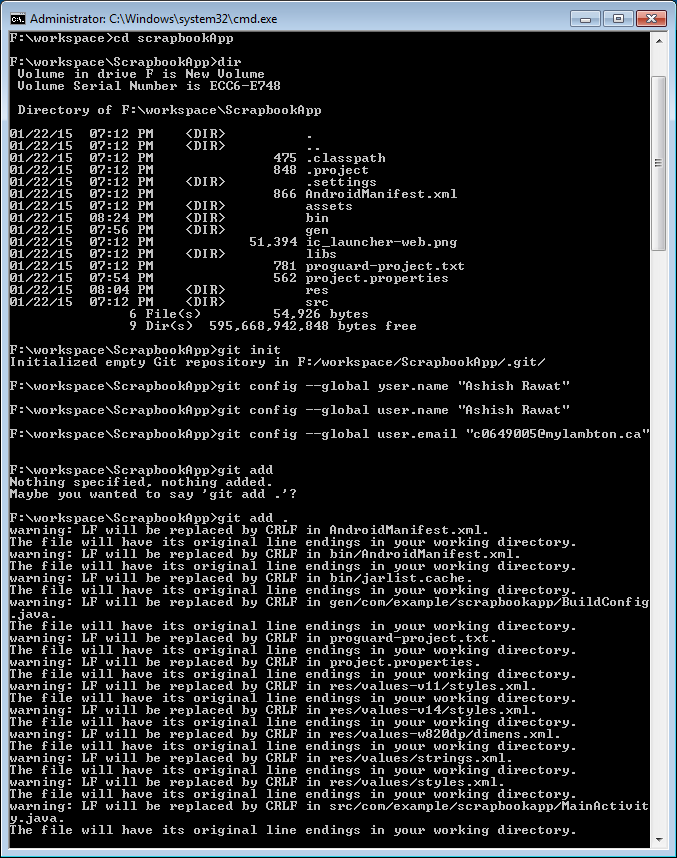 Administrator: C:\Windows\system32\cmd.exe
F:\workspace>cd scrapbookApp
F:\workspace\ScrapbookApp>dir
Volume in drive F is New Volume
Volume Serial Number is ECC6-E748
Directory of F:\workspace\ScrapbookApp
01/22/15  07:12 PM    <DIR>          .
01/22/15  07:12 PM    <DIR>          ..
01/22/15  07:12 PM               475 .classpath
01/22/15  07:12 PM               848 .project
01/22/15  07:12 PM    <DIR>          .settings
01/22/15  07:12 PM               866 AndroidManifest.xml
01/22/15  07:12 PM    <DIR>          assets
01/22/15  08:24 PM    <DIR>          bin
01/22/15  07:56 PM    <DIR>          gen
01/22/15  07:12 PM            51,394 ic_launcher-web.png
01/22/15  07:12 PM    <DIR>          libs
01/22/15  07:12 PM               781 proguard-project.txt
01/22/15  07:54 PM               562 project.properties
01/22/15  08:04 PM    <DIR>          res
01/22/15  07:12 PM    <DIR>          src
6 File(s)         54,926 bytes
9 Dir(s)  595,668,942,848 bytes free
F:\workspace\ScrapbookApp>git init
Initialized empty Git repository in F:/workspace/ScrapbookApp/.git/
F:\workspace\ScrapbookApp>git config --global yser.name "Ashish Rawat"
F:\workspace\ScrapbookApp>git config --global user.name "Ashish Rawat"
F:\workspace\ScrapbookApp>git config --global user.email "c0649005@mylambton.ca"
F:\workspace\ScrapbookApp>git add
Nothing specified, nothing added.
Maybe you wanted to say 'git add .'?
F:\workspace\ScrapbookApp>git add .
warning: LF will be replaced by CRLF in AndroidManifest.xml.
The file will have its original line endings in your working directory.
warning: LF will be replaced by CRLF in bin/AndroidManifest.xml.
The file will have its original line endings in your working directory.
warning: LF will be replaced by CRLF in bin/jarlist.cache.
The file will have its original line endings in your working directory.
warning: LF will be replaced by CRLF in gen/com/example/scrapbookapp/BuildConfig
.java.
The file will have its original line endings in your working directory.
warning: LF will be replaced by CRLF in proguard-project.txt.
The file will have its original line endings in your working directory.
warning: LF will be replaced by CRLF in project.properties.
The file will have its original line endings in your working directory.
warning: LF will be replaced by CRLF in res/values-v11/styles.xml.
The file will have its original line endings in your working directory.
warning: LF will be replaced by CRLF in res/values-v14/styles.xml.
The file will have its original line endings in your working directory.
warning: LF will be replaced by CRLF in res/values-w820dp/dimens.xml.
The file will have its original line endings in your working directory.
warning: LF will be replaced by CRLF in res/values/strings.xml.
The file will have its original line endings in your working directory.
warning: LF will be replaced by CRLF in res/values/styles.xml.
The file will have its original line endings in your working directory.
warning: LF will be replaced by CRLF in src/com/example/scrapbookapp/MainActivit
y.java.
The file will have its original line endings in your working directory.